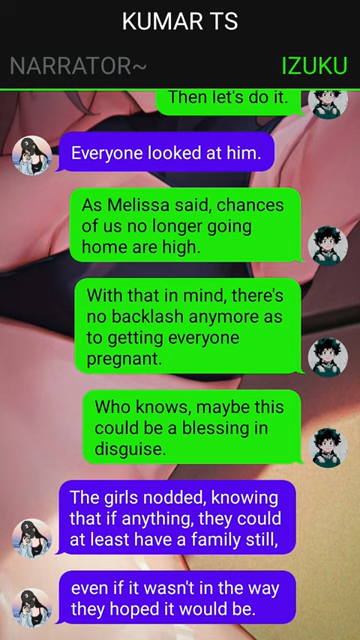 KUMAR TS
NARRATOR~
IZUKU
Then let's do it.
Everyone looked at him.
As Melissa said, chances
of us no longer going
home are high.
With that in mind, there's
no backlash anymore as
to getting everyone
pregnant.
Who knows, maybe this
could be a blessing in
disguise.
The girls nodded, knowing
that if anything, they could
at least have a family still,
even if it wasn't in the way
they hoped it would be.